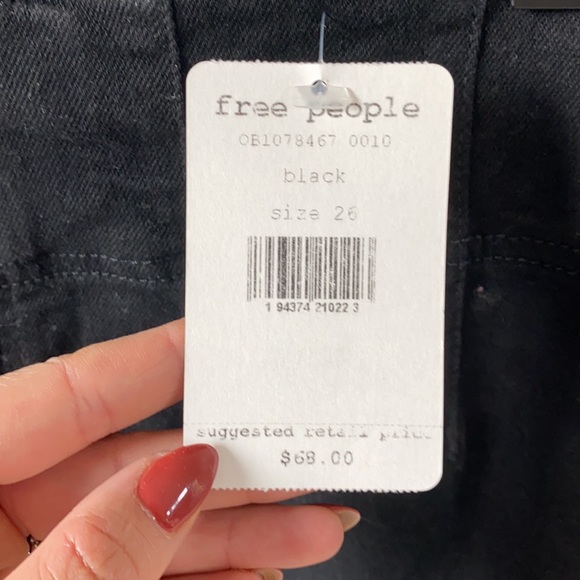 free people
OB1078467 0010
black
size 26
1 94374 21022 3
suggested retail price
$68.00